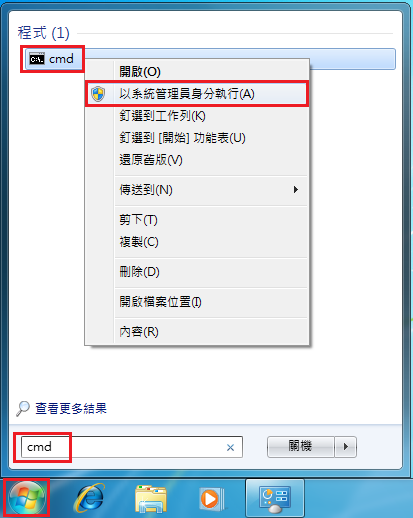 程式 (1)
cmd
開啟(O)
以系統管理員身分執行(A)
釘選到工作列(K)
釘選到 [開始] 功能表(U)
還原舊版(V)
傳送到(N)
剪下(T)
複製(C)
刪除(D)
開啟檔案位置(I)
內容(R)
查看更多結果
cmd
關機